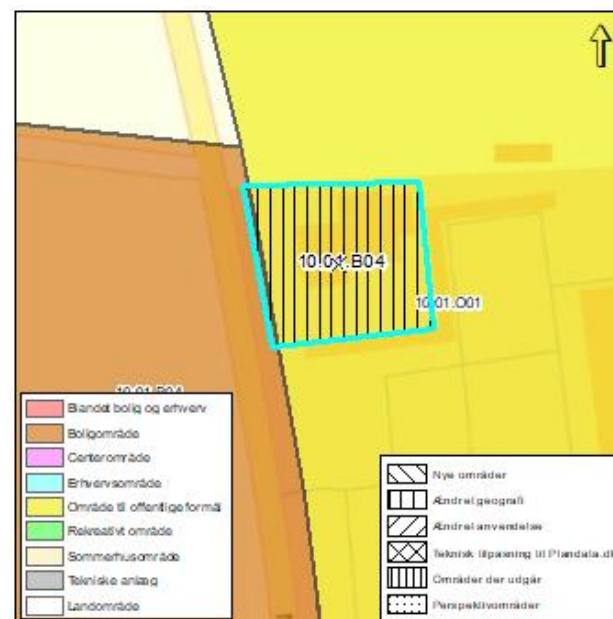 10.01.B04
10.01.O01
Blandet bolig og erhverv
Boligområde
Centerområde
Erhvervsområde
Område til offentlige formål
Rekreativt område
Sommerhusområde
Tekniske anlæg
Landområde
Nye områder
Ændret geografi
Ændret anvendelse
Teknisk tilpasning til Plandata.dk
Områder der udgår
Perspektivområder